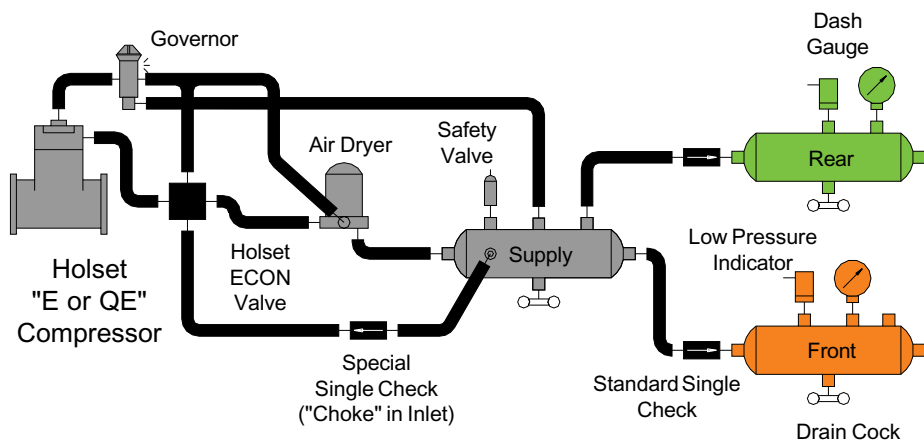 Governor
Dash
Gauge
Air Dryer
Safety
Valve
Rear
Holset
"E or QE"
Compressor
Holset
ECON
Valve
Supply
Low Pressure
Indicator
Special
Single Check
("Choke" in Inlet)
Standard Single
Check
Front
Drain Cock